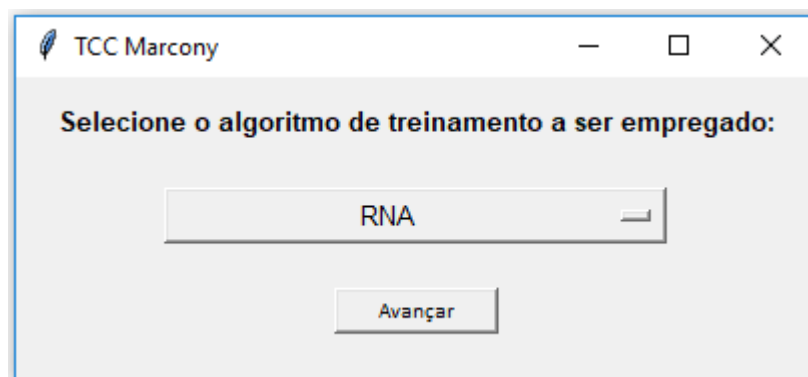 TCC Marcony
Selecione o algoritmo de treinamento a ser empregado:
RNA
Avançar